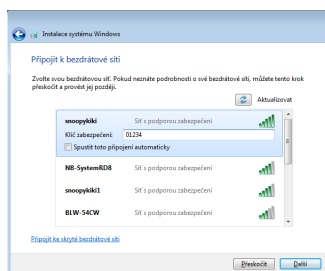 Instalace systému Windows
Připojit k bezdrátové síti
Zvolte svou bezdrátovou síť. Pokud neznáte podrobnosti o své bezdrátové síti, můžete tento krok
přeskočit a provést jej později.
Aktualizovat
snoopykiki Síť s podporou zabezpečení
Klíč zabezpečení: 01234
Spustit toto připojení automaticky
NB-SystemRD8 Síť s podporou zabezpečení
snoopykiki1 Síť s podporou zabezpečení
BLW-54CW Síť s podporou zabezpečení
Připojit ke skryté bezdrátové síti
Přeskočit Další